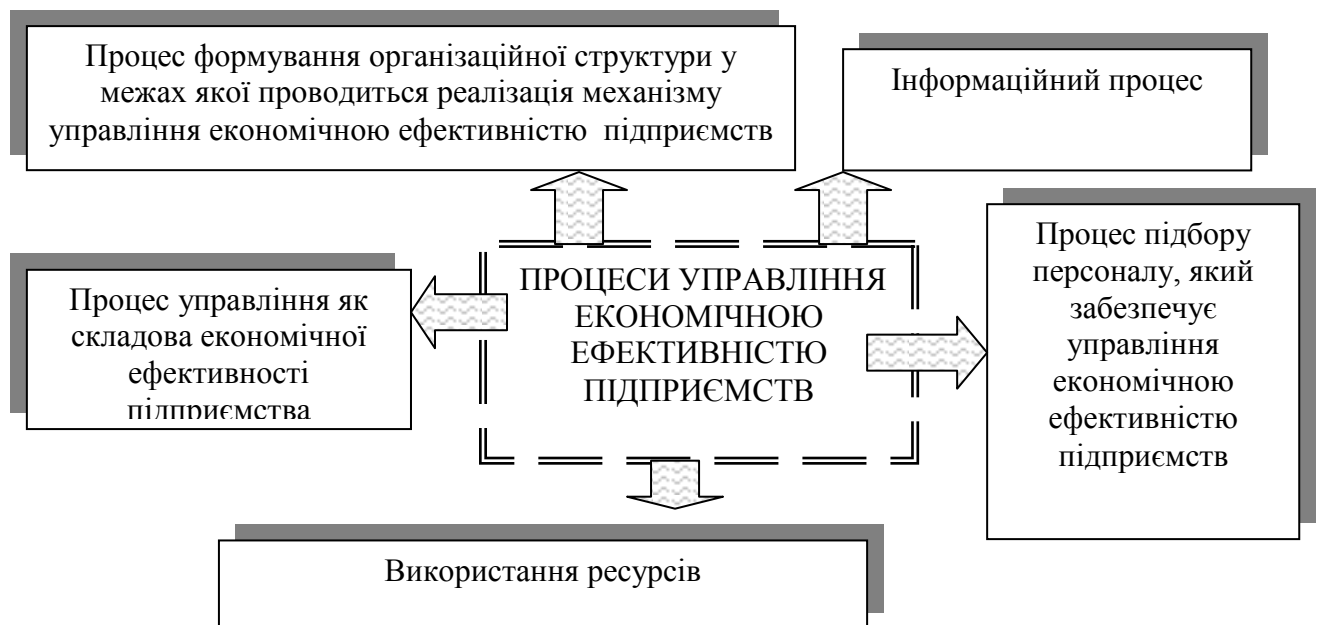 Процес формування організаційної структури у
межах якої проводиться реалізація механізму
управління економічною ефективністю підприємств
Інформаційний процес
Процес управління як
складова економічної
ефективності
підприємства
ПРОЦЕСИ УПРАВЛІННЯ
ЕКОНОМІЧНОЮ
ЕФЕКТИВНІСТЮ
ПІДПРИЄМСТВ
Процес підбору
персоналу, який
забезпечує
управління
економічною
ефективністю
підприємств
Використання ресурсів